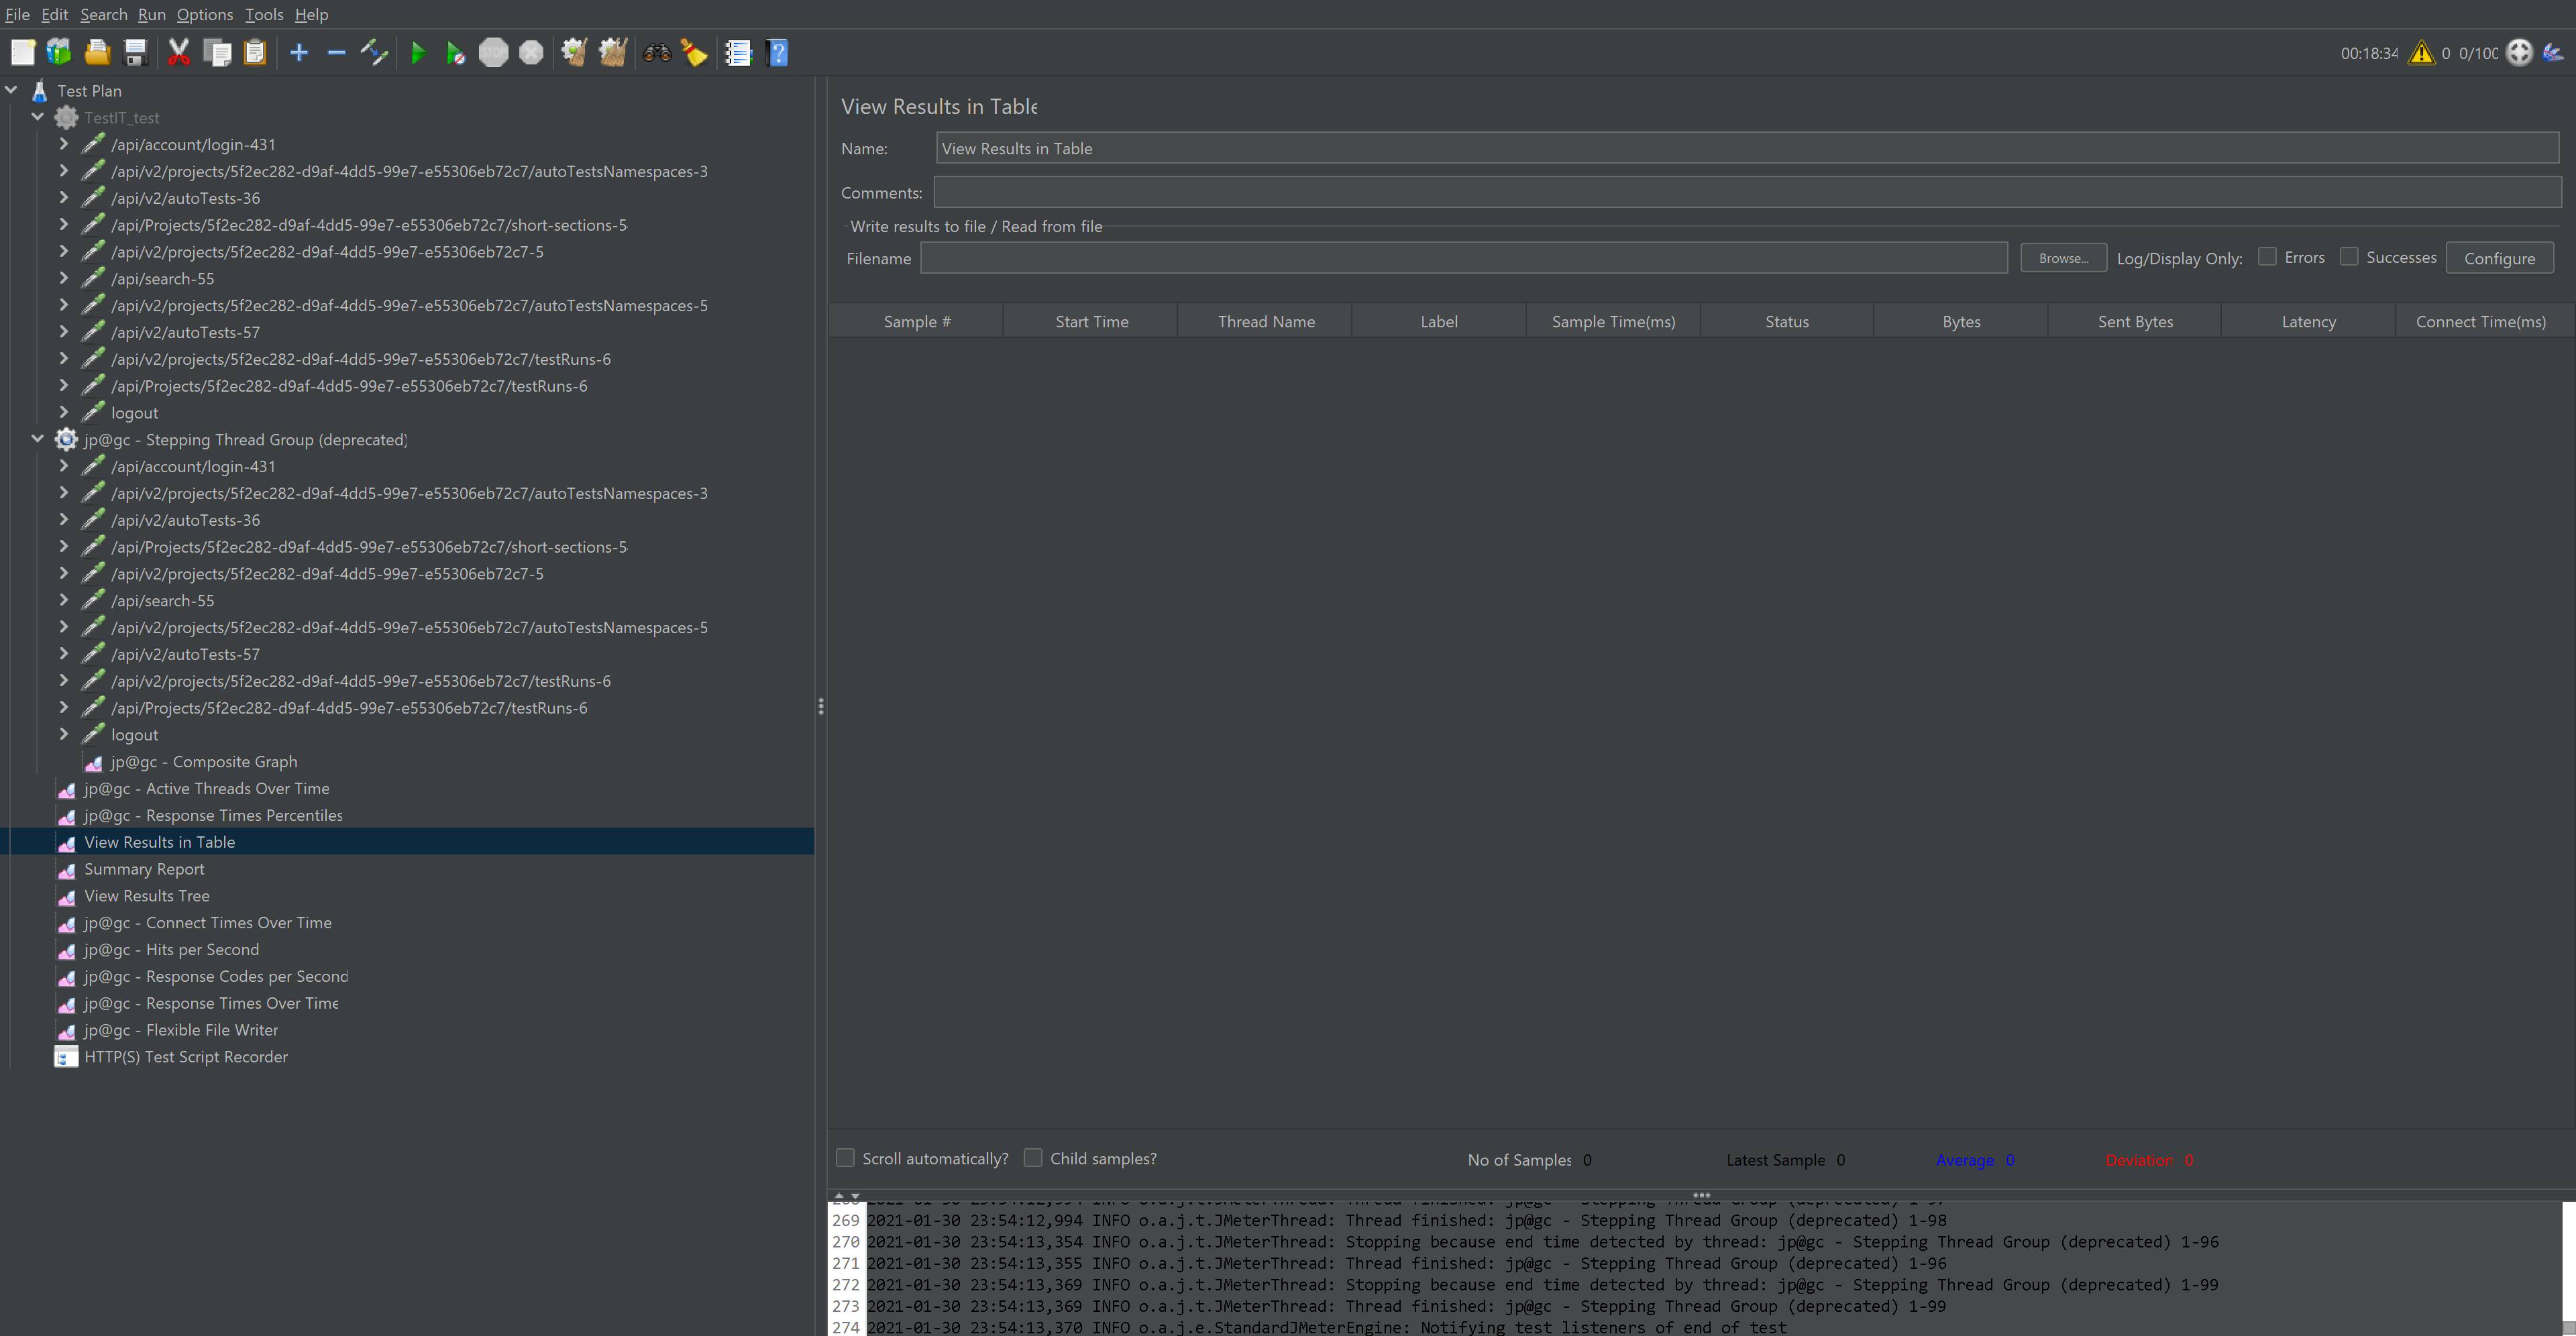 File Edit Search Run Options Tools Help
00:18:34 0 0/100
Test Plan
TestIT_test
/api/account/login-431
/api/v2/projects/5f2ec282-d9af-4dd5-99e7-e55306eb72c7/autoTestsNamespaces-3
/api/v2/autoTests-36
/api/Projects/5f2ec282-d9af-4dd5-99e7-e55306eb72c7/short-sections-5
/api/v2/projects/5f2ec282-d9af-4dd5-99e7-e55306eb72c7-5
/api/search-55
/api/v2/projects/5f2ec282-d9af-4dd5-99e7-e55306eb72c7/autoTestsNamespaces-5
/api/v2/autoTests-57
/api/v2/projects/5f2ec282-d9af-4dd5-99e7-e55306eb72c7/testRuns-6
/api/Projects/5f2ec282-d9af-4dd5-99e7-e55306eb72c7/testRuns-6
logout
jp@gc - Stepping Thread Group (deprecated)
/api/account/login-431
/api/v2/projects/5f2ec282-d9af-4dd5-99e7-e55306eb72c7/autoTestsNamespaces-3
/api/v2/autoTests-36
/api/Projects/5f2ec282-d9af-4dd5-99e7-e55306eb72c7/short-sections-5
/api/v2/projects/5f2ec282-d9af-4dd5-99e7-e55306eb72c7-5
/api/search-55
/api/v2/projects/5f2ec282-d9af-4dd5-99e7-e55306eb72c7/autoTestsNamespaces-5
/api/v2/autoTests-57
/api/v2/projects/5f2ec282-d9af-4dd5-99e7-e55306eb72c7/testRuns-6
/api/Projects/5f2ec282-d9af-4dd5-99e7-e55306eb72c7/testRuns-6
logout
jp@gc - Composite Graph
jp@gc - Active Threads Over Time
jp@gc - Response Times Percentiles
View Results in Table
Summary Report
View Results Tree
jp@gc - Connect Times Over Time
jp@gc - Hits per Second
jp@gc - Response Codes per Second
jp@gc - Response Times Over Time
jp@gc - Flexible File Writer
HTTP(S) Test Script Recorder
View Results in Table
Name: View Results in Table
Comments:
Write results to file / Read from file
Filename Browse... Log/Display Only: Errors Successes Configure
Sample # Start Time Thread Name Label Sample Time(ms) Status Bytes Sent Bytes Latency Connect Time(ms)
Scroll automatically? Child samples? No of Samples 0 Latest Sample 0 Average 0 Deviation 0
269 2021-01-30 23:54:12,994 INFO o.a.j.t.JMeterThread: Thread finished: jp@gc - Stepping Thread Group (deprecated) 1-98
270 2021-01-30 23:54:13,354 INFO o.a.j.t.JMeterThread: Stopping because end time detected by thread: jp@gc - Stepping Thread Group (deprecated) 1-96
271 2021-01-30 23:54:13,355 INFO o.a.j.t.JMeterThread: Thread finished: jp@gc - Stepping Thread Group (deprecated) 1-96
272 2021-01-30 23:54:13,369 INFO o.a.j.t.JMeterThread: Stopping because end time detected by thread: jp@gc - Stepping Thread Group (deprecated) 1-99
273 2021-01-30 23:54:13,369 INFO o.a.j.t.JMeterThread: Thread finished: jp@gc - Stepping Thread Group (deprecated) 1-99
274 2021-01-30 23:54:13,370 INFO o.a.j.e.StandardJMeterEngine: Notifying test listeners of end of test